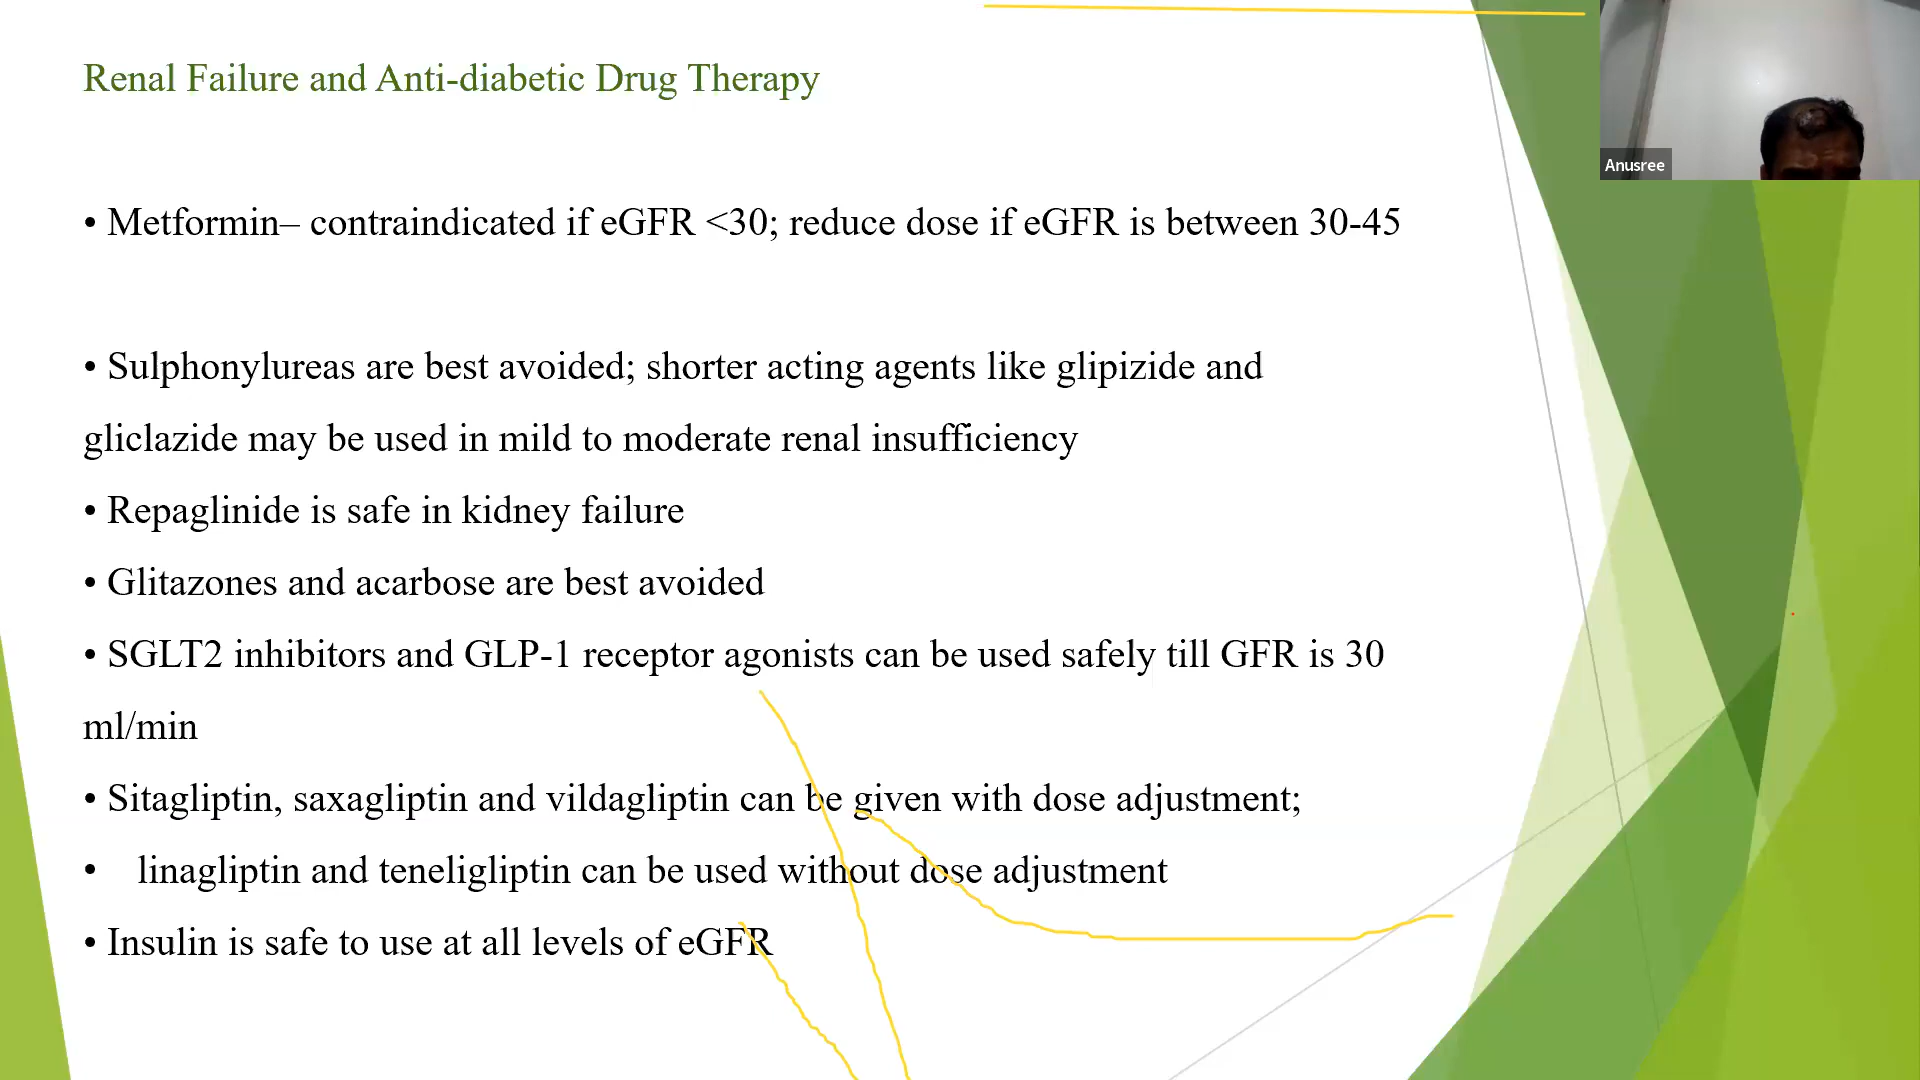 Renal Failure and Anti-diabetic Drug Therapy
Anusree
• Metformin– contraindicated if eGFR <30; reduce dose if eGFR is between 30-45
• Sulphonylureas are best avoided; shorter acting agents like glipizide and
gliclazide may be used in mild to moderate renal insufficiency
• Repaglinide is safe in kidney failure
• Glitazones and acarbose are best avoided
• SGLT2 inhibitors and GLP-1 receptor agonists can be used safely till GFR is 30
ml/min
• Sitagliptin, saxagliptin and vildagliptin can be given with dose adjustment;
• linagliptin and teneligliptin can be used without dose adjustment
• Insulin is safe to use at all levels of eGFR